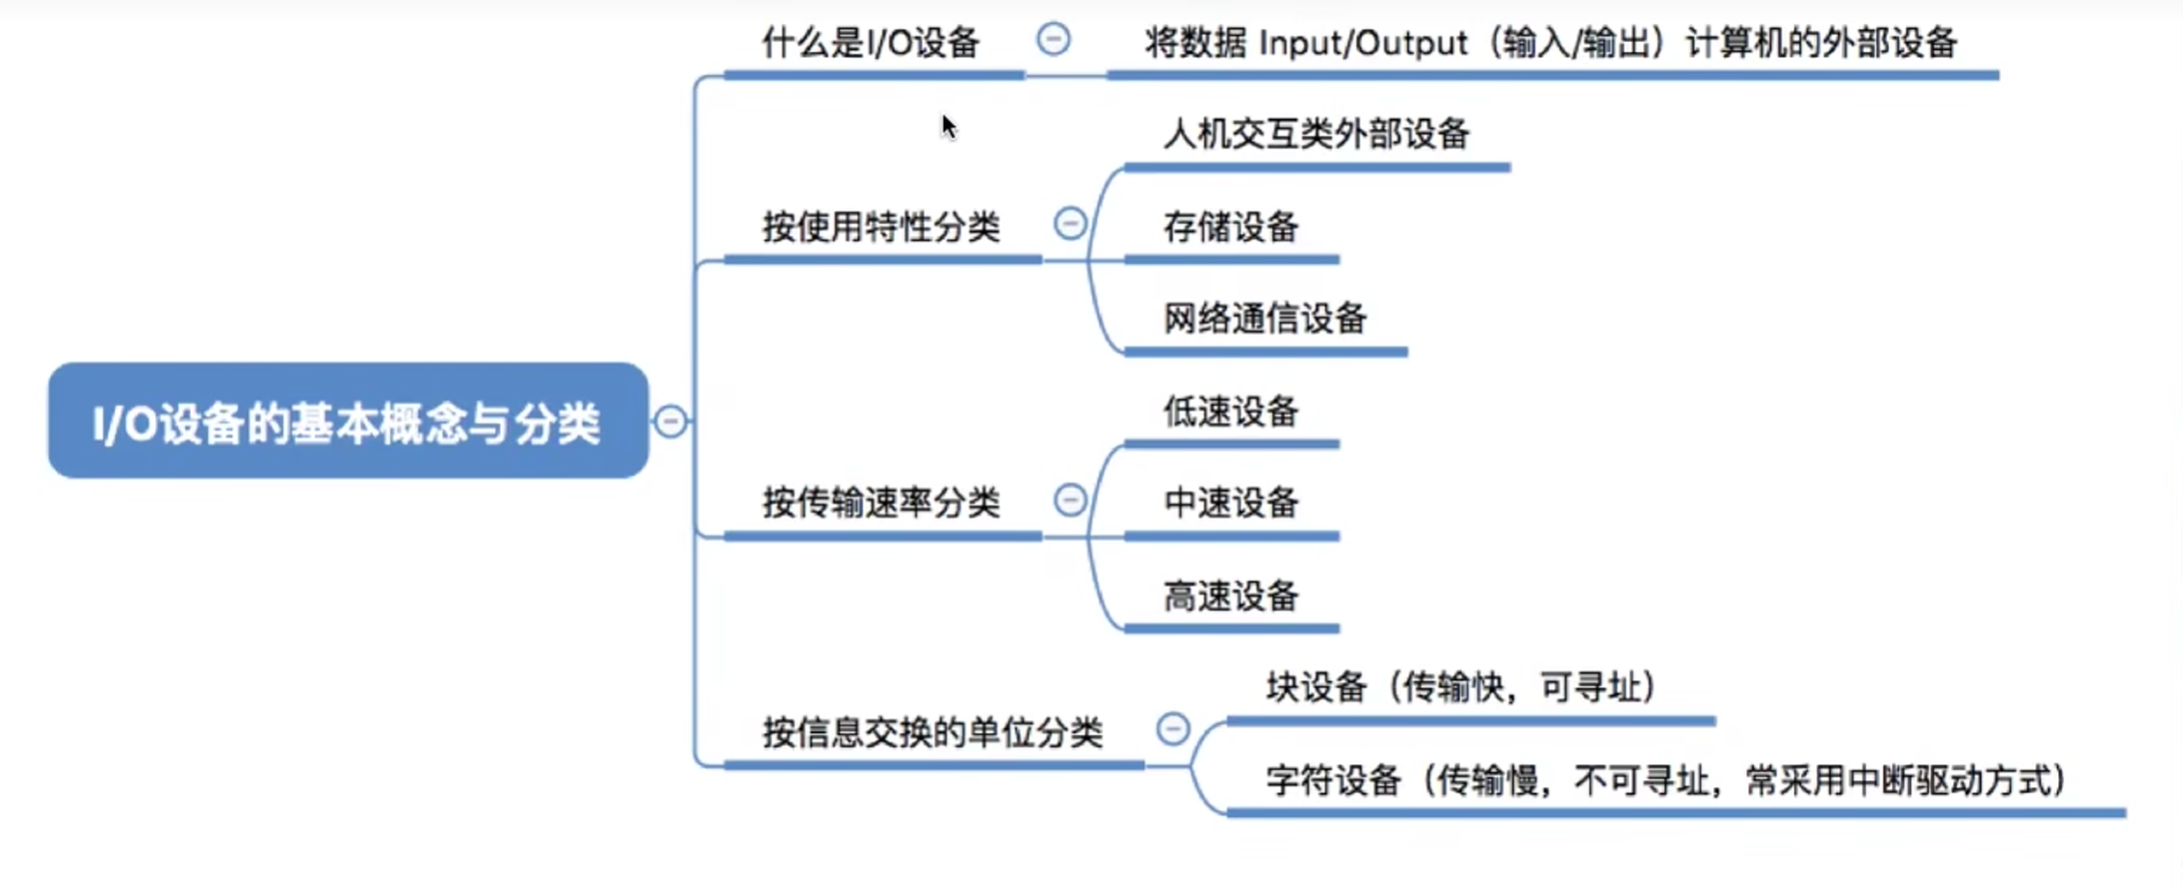 什么是I/O设备
将数据 Input/Output（输入/输出）计算机的外部设备
人机交互类外部设备
按使用特性分类
存储设备
网络通信设备
I/O设备的基本概念与分类
低速设备
按传输速率分类
中速设备
高速设备
块设备（传输快，可寻址）
按信息交换的单位分类
字符设备（传输慢，不可寻址，常采用中断驱动方式）